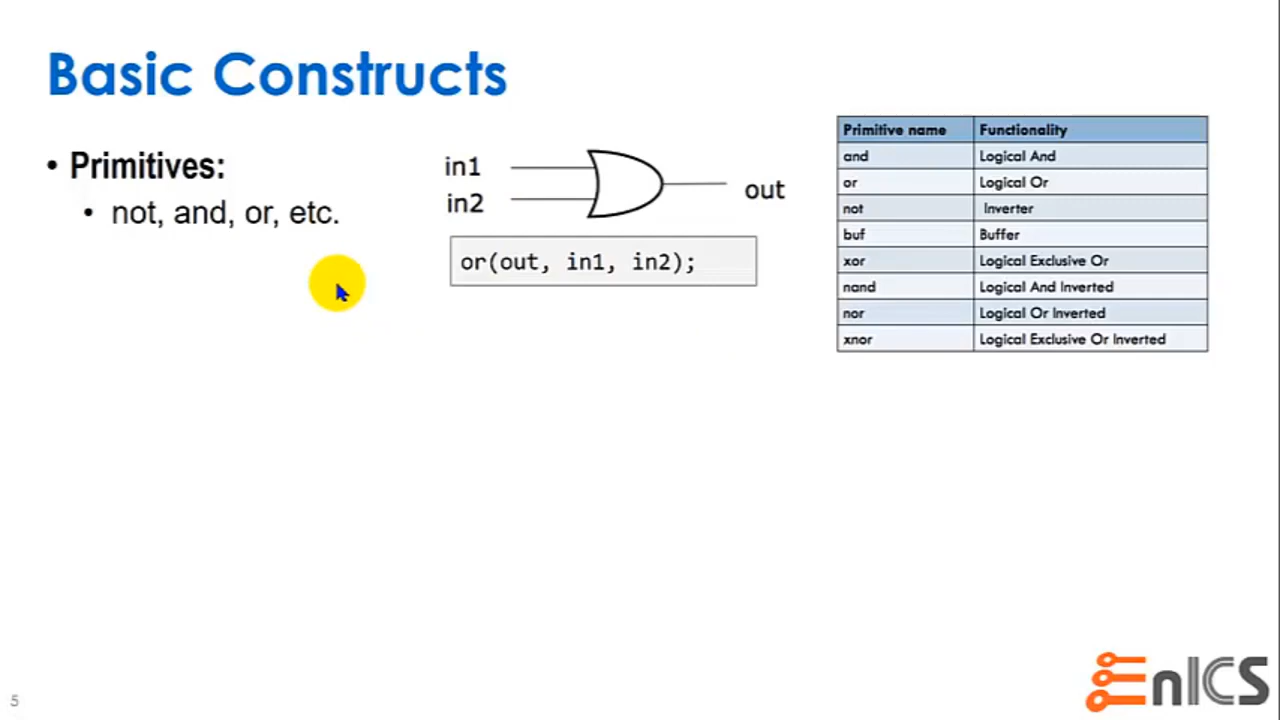 Basic Constructs
• Primitives:
• not, and, or, etc.
in1
in2
out
or(out, in1, in2);
Primitive name Functionality
and Logical And
or Logical Or
not Inverter
buf Buffer
xor Logical Exclusive Or
nand Logical And Inverted
nor Logical Or Inverted
xnor Logical Exclusive Or Inverted
5
EnICS